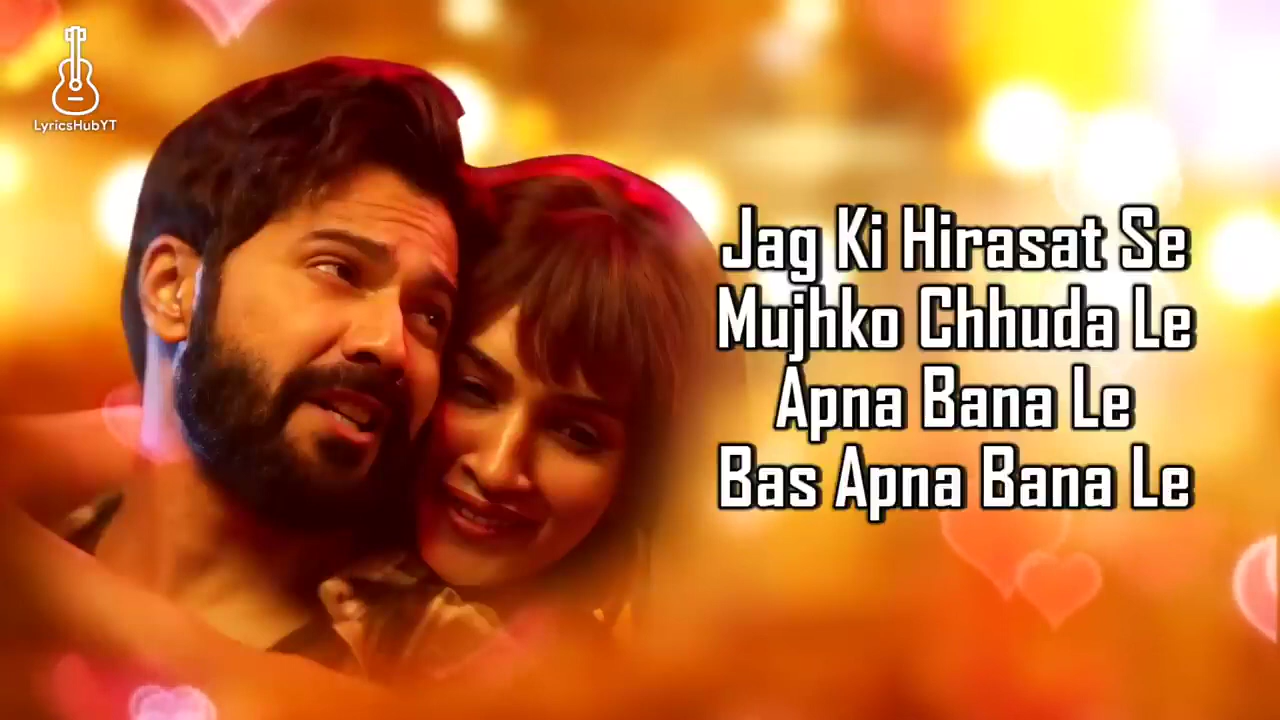 LyricsHubYT
Jag Ki Hirasat Se
Mujhko Chhuda Le
Apna Bana Le
Bas Apna Bana Le